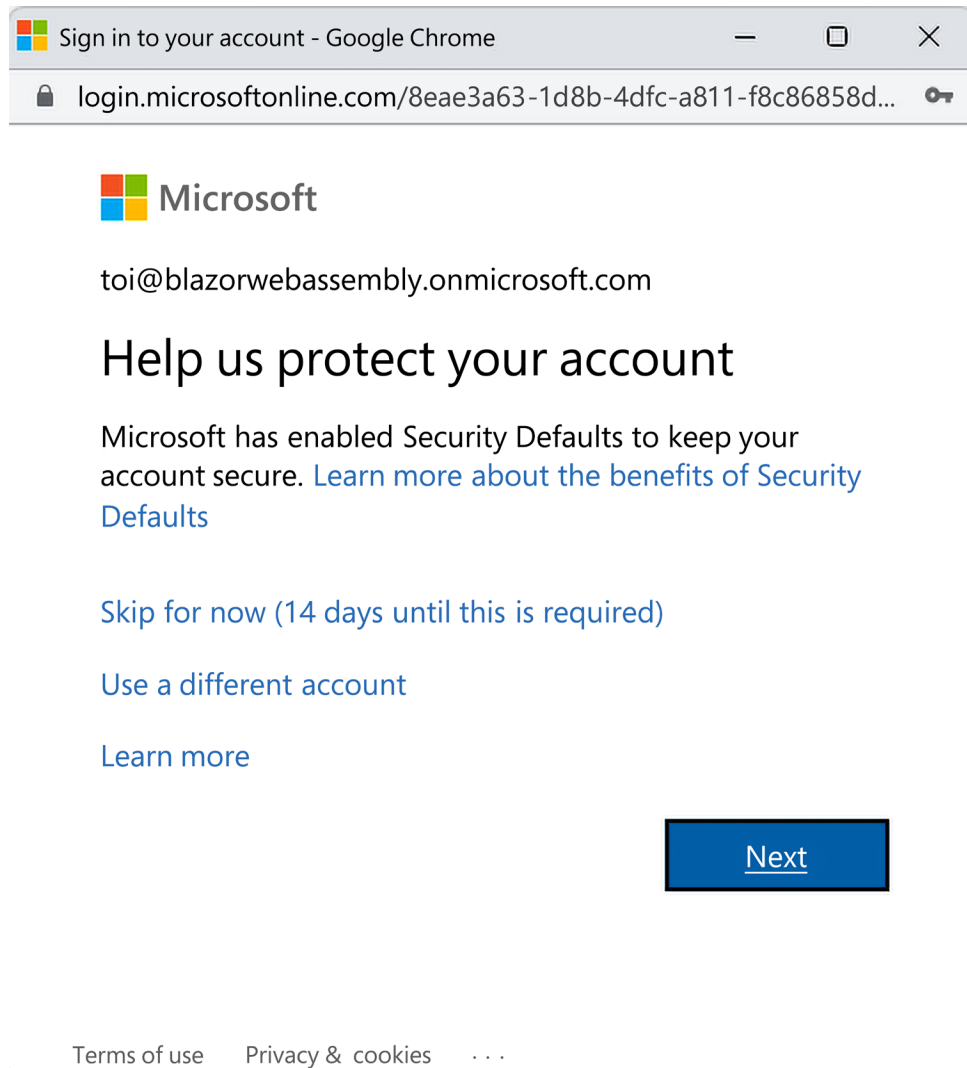 Sign in to your account - Google Chrome
login.microsoftonline.com/8eae3a63-1d8b-4dfc-a811-f8c86858d...
Microsoft
toi@blazorwebassembly.onmicrosoft.com
Help us protect your account
Microsoft has enabled Security Defaults to keep your
account secure. Learn more about the benefits of Security
Defaults
Skip for now (14 days until this is required)
Use a different account
Learn more
Next
Terms of use Privacy & cookies ...